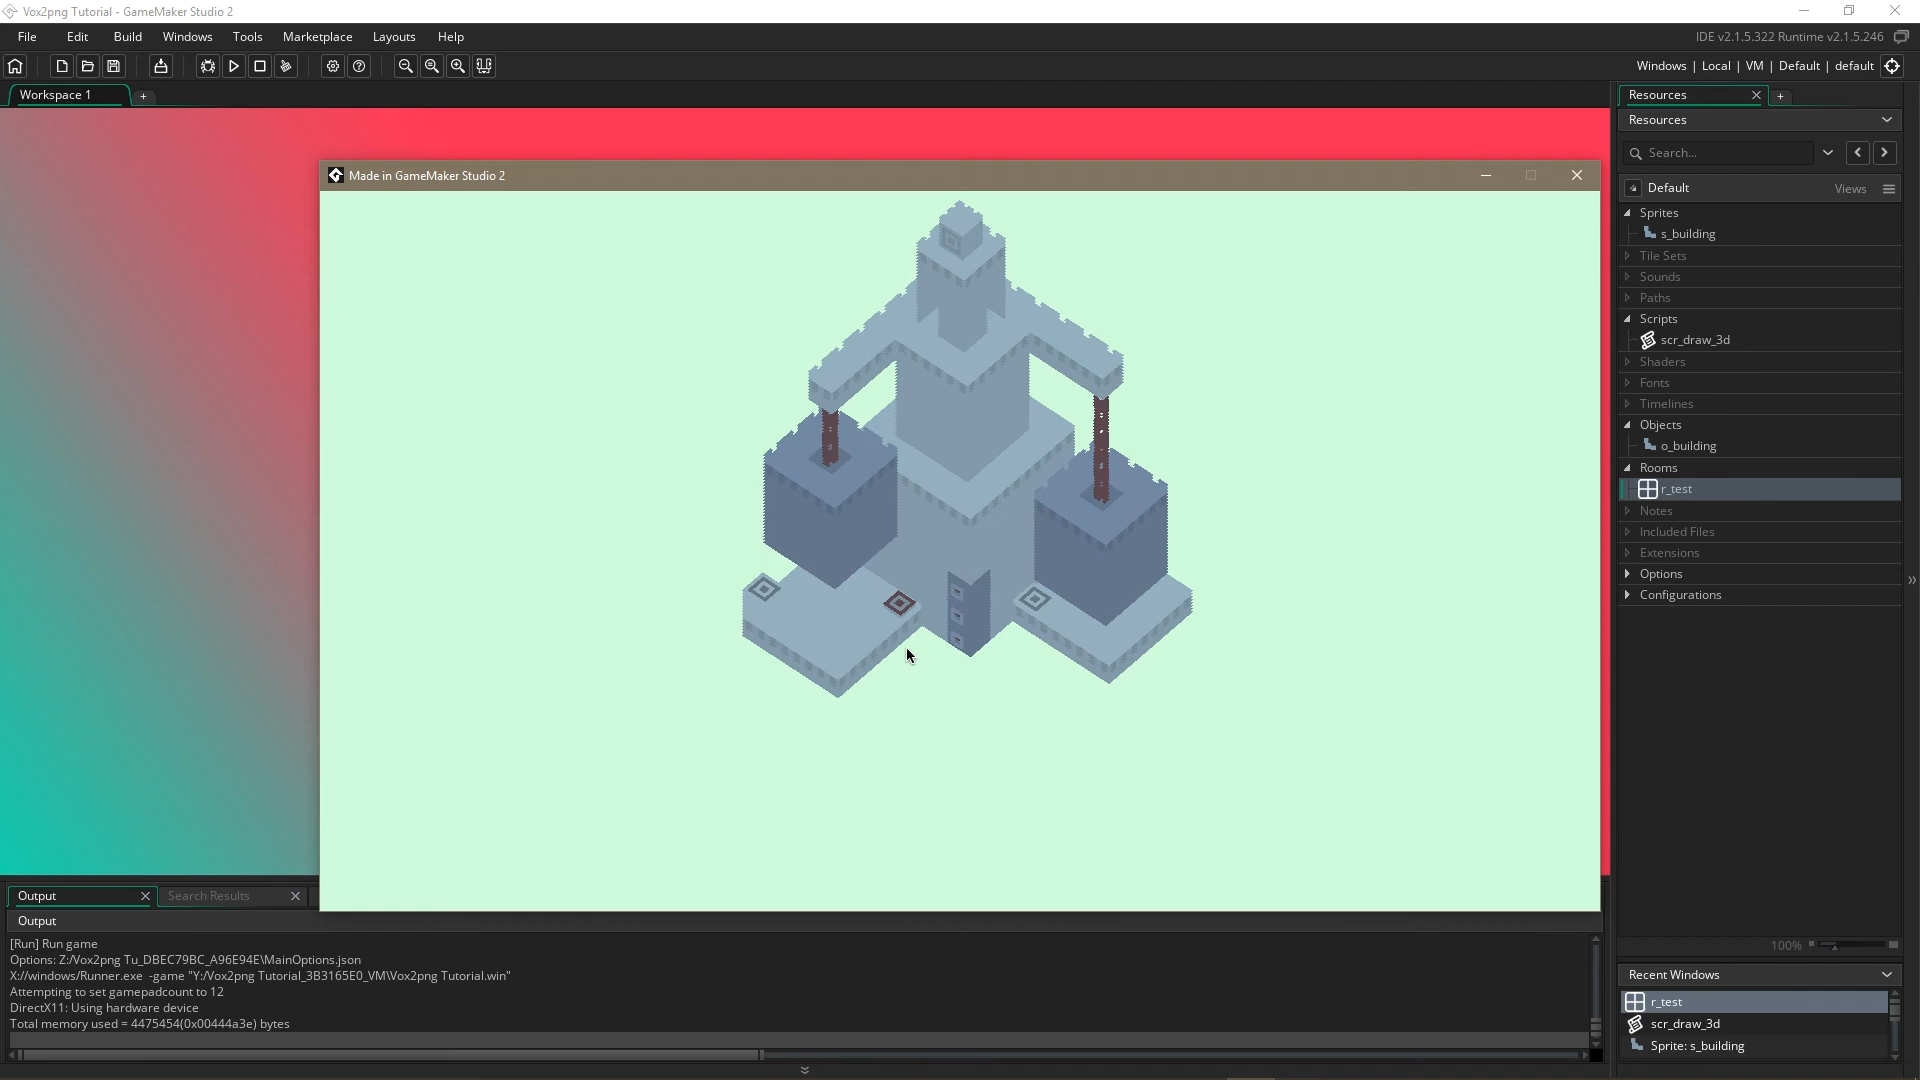 Vox2png Tutorial - GameMaker Studio 2
File Edit Build Windows Tools Marketplace Layouts Help
IDE v2.1.5.322 Runtime v2.1.5.246
Windows | Local | VM | Default | default
Workspace 1
+
Made in GameMaker Studio 2
Resources
+
Resources
Search...
Default
Views
Sprites
s_building
Tile Sets
Sounds
Paths
Scripts
scr_draw_3d
Shaders
Fonts
Timelines
Objects
o_building
Rooms
r_test
Notes
Included Files
Extensions
Options
Configurations
100%
Recent Windows
r_test
scr_draw_3d
Sprite: s_building
Output
Search Results
Output
[Run] Run game
Options: Z:/Vox2png Tu_DBEC79BC_A96E94E\MainOptions.json
X://windows/Runner.exe -game "Y:/Vox2png Tutorial_3B3165E0_VM\Vox2png Tutorial.win"
Attempting to set gamepadcount to 12
DirectX11: Using hardware device
Total memory used = 4475454(0x00444a3e) bytes